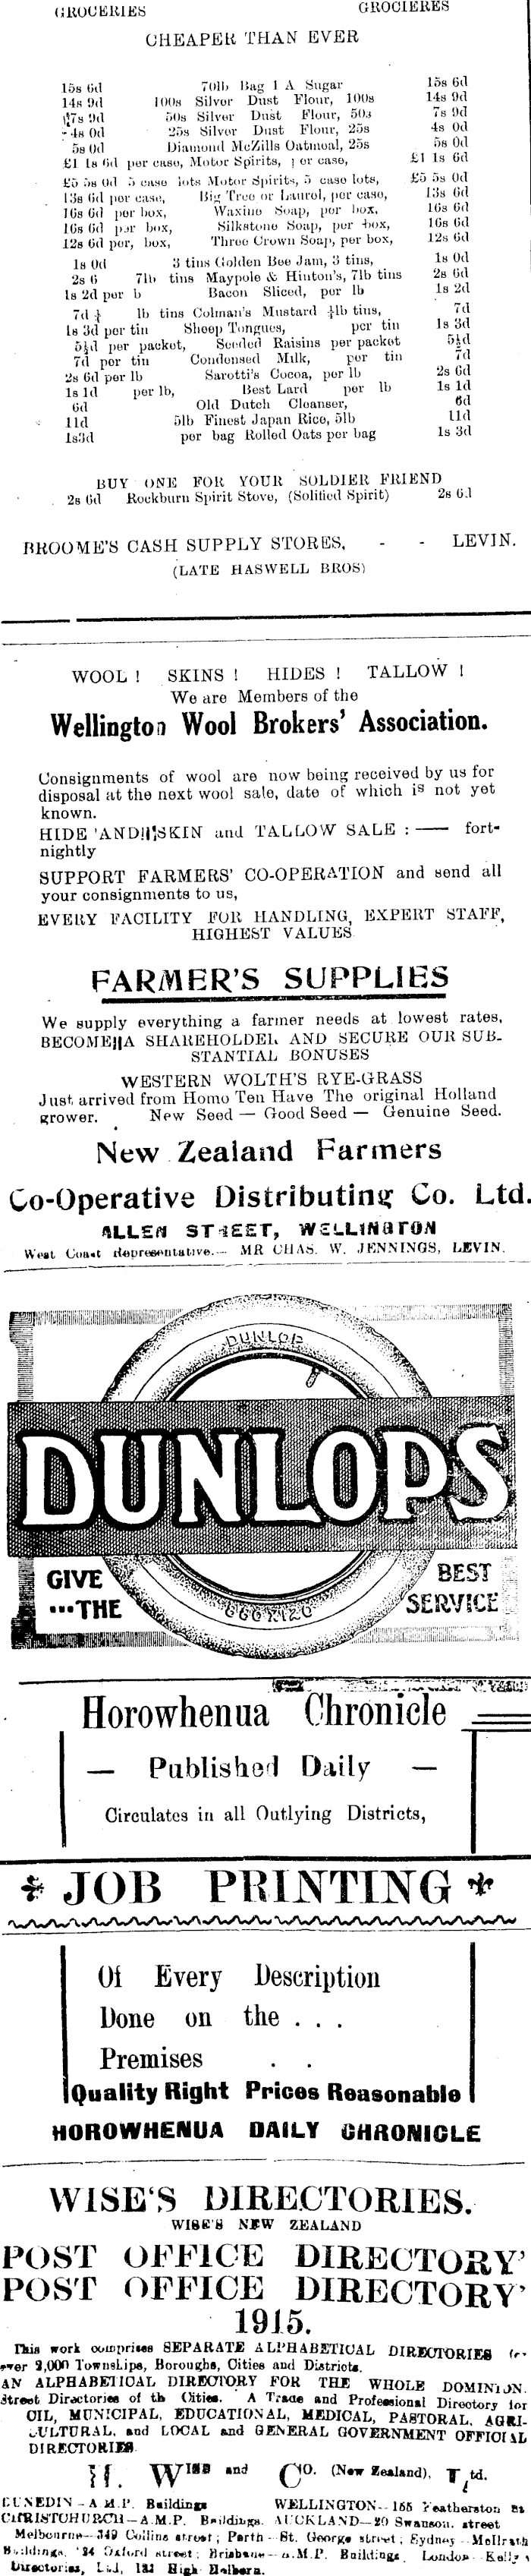 GROCERIES GROCIERES
CHEAPER THAN EVER
15s 6d 70lb Bag 1 A Sugar 15s 6d
14s 9d 100s Silver Dust Flour, 100s 14s 9d
7s 9d 50s Silver Dust Flour, 50s 7s 9d
4s 0d 25s Silver Dust Flour, 25s 4s 0d
5s 0d Diamond McZills Oatmoal, 25s 5s 0d
£1 1s 6d per case, Motor Spirits, per case, £1 1s 6d
£5 5s 0d 5 case lots Motor Spirits, 5 case lots, £5 5s 0d
13s 6d per case, Big Tree or Laurol, per case, 13s 6d
16s 6d per box, Waxine Soap, per box, 16s 6d
16s 6d per box, Silkstone Soap, per box, 16s 6d
12s 6d per, box, Three Crown Soap, per box, 12s 6d
1s 0d 3 tins Golden Bee Jam, 3 tins, 1s 0d
2s 6 7lb tins Maypole & Hinton's, 7lb tins 2s 6d
1s 2d per b Bacon Sliced, per lb 1s 2d
7d ¼ lb tins Colman's Mustard ¼lb tins, 7d
1s 3d per tin Sheep Tongues, per tin 1s 3d
5½d per packet, Seeded Raisins per packet 5½d
7d per tin Condensed Milk, per tin 7d
2s 6d per lb Sarotti's Cocoa, per lb 2s 6d
1s 1d per lb, Best Lard per lb 1s 1d
6d Old Dutch Cleanser, 6d
11d 5lb Finest Japan Rice, 5lb 11d
1s3d per bag Rolled Oats per bag 1s 3d
BUY ONE FOR YOUR SOLDIER FRIEND
2s 6d Rockburn Spirit Stove, (Solified Spirit) 2s 6d
BROOME'S CASH SUPPLY STORES, - - LEVIN.
(LATE HASWELL BROS)
WOOL ! SKINS ! HIDES ! TALLOW !
We are Members of the
Wellington Wool Brokers' Association.
Consignments of wool are now being received by us for
disposal at the next wool sale, date of which is not yet
known.
HIDE AND SKIN and TALLOW SALE : — fort-
nightly
SUPPORT FARMERS' CO-OPERATION and send all
your consignments to us,
EVERY FACILITY FOR HANDLING, EXPERT STAFF,
HIGHEST VALUES
FARMER'S SUPPLIES
We supply everything a farmer needs at lowest rates,
BECOME A SHAREHOLDER AND SECURE OUR SUB-
STANTIAL BONUSES
WESTERN WOLTH'S RYE-GRASS
Just arrived from Homo Ten Have The original Holland
grower. New Seed — Good Seed — Genuine Seed.
New Zealand Farmers
Co-Operative Distributing Co. Ltd.
ALLEN STREET, WELLINGTON
West Coast Representative.— MR CHAS. W. JENNINGS, LEVIN.
DUNLOP
DUNLOPS
GIVE BEST
...THE SERVICE
660X120
Horowhenua Chronicle
— Published Daily —
Circulates in all Outlying Districts,
JOB PRINTING
Of Every Description
Done on the . . .
Premises . .
Quality Right Prices Reasonable
HOROWHENUA DAILY CHRONICLE
WISE'S DIRECTORIES.
WISE'S NEW ZEALAND
POST OFFICE DIRECTORY'
POST OFFICE DIRECTORY'
1915.
This work comprises SEPARATE ALPHABETICAL DIRECTORIES for
over 2,000 Townships, Boroughs, Cities and Districts.
AN ALPHABETICAL DIRECTORY FOR THE WHOLE DOMINION.
Street Directories of th Cities. A Trade and Professional Directory for
OIL, MUNICIPAL, EDUCATIONAL, MEDICAL, PASTORAL, AGRI-
CULTURAL, and LOCAL and GENERAL GOVERNMENT OFFICIAL
DIRECTORIES.
H. WISE and CO. (New Zealand), Ltd.
DUNEDIN - A.M.P. Buildings WELLINGTON—155 Featherston St
CHRISTCHURCH—A.M.P. Buildings. AUCKLAND—20 Swanson. street
Melbourne—349 Collins street; Perth - St. George street; Sydney - Mcllrath
Buildings, '34 Oxford street; Brisbane—A.M.P. Buildings London - Kelly's
Directories, Ltd, 182 High Holbera.